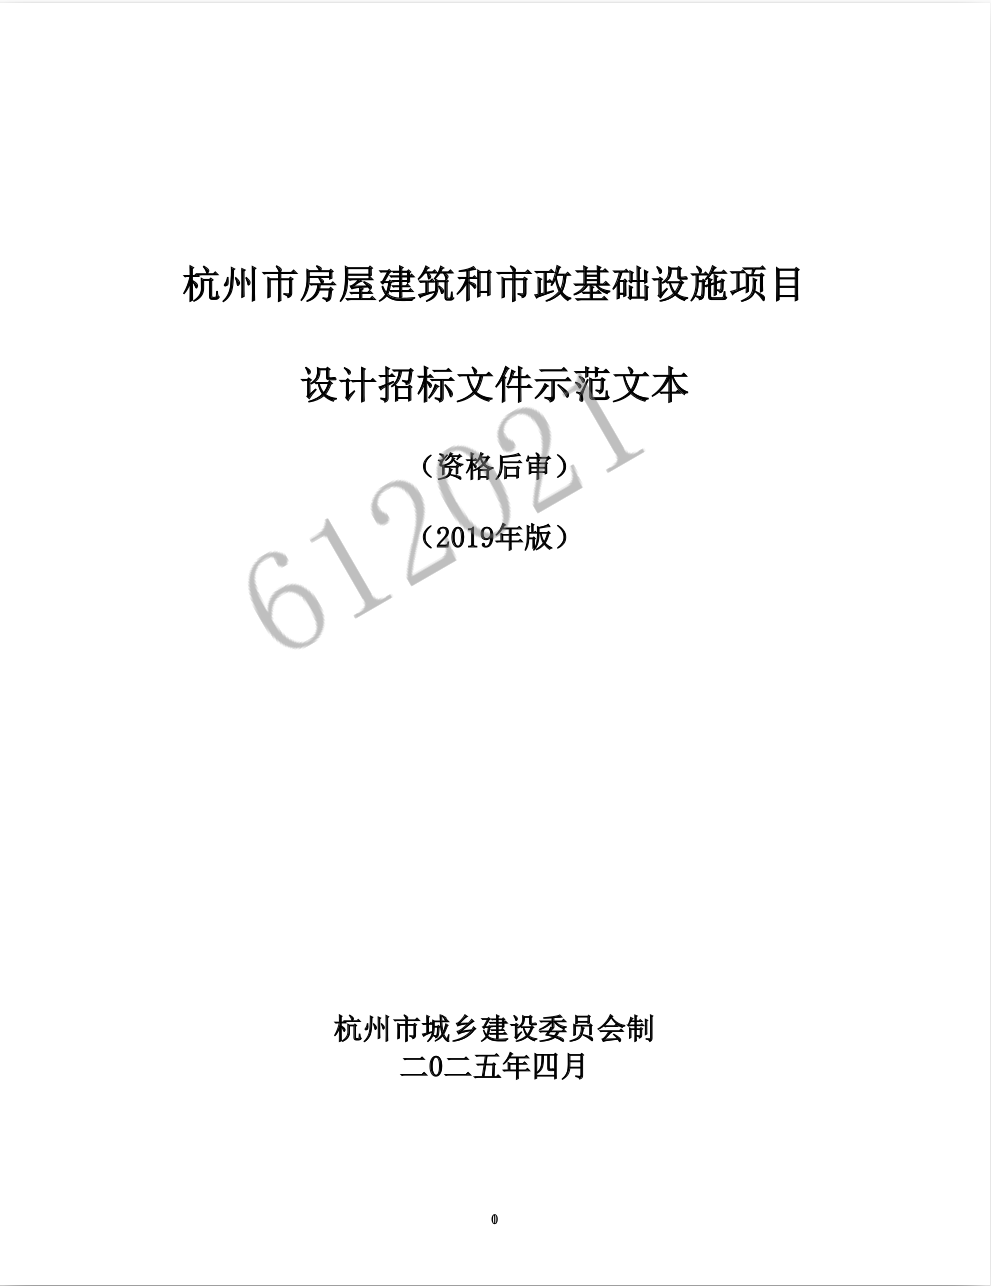 杭州市房屋建筑和市政基础设施项目
设计招标文件示范文本
（资格后审）
（2019年版）
612021
杭州市城乡建设委员会制
二0二五年四月
0